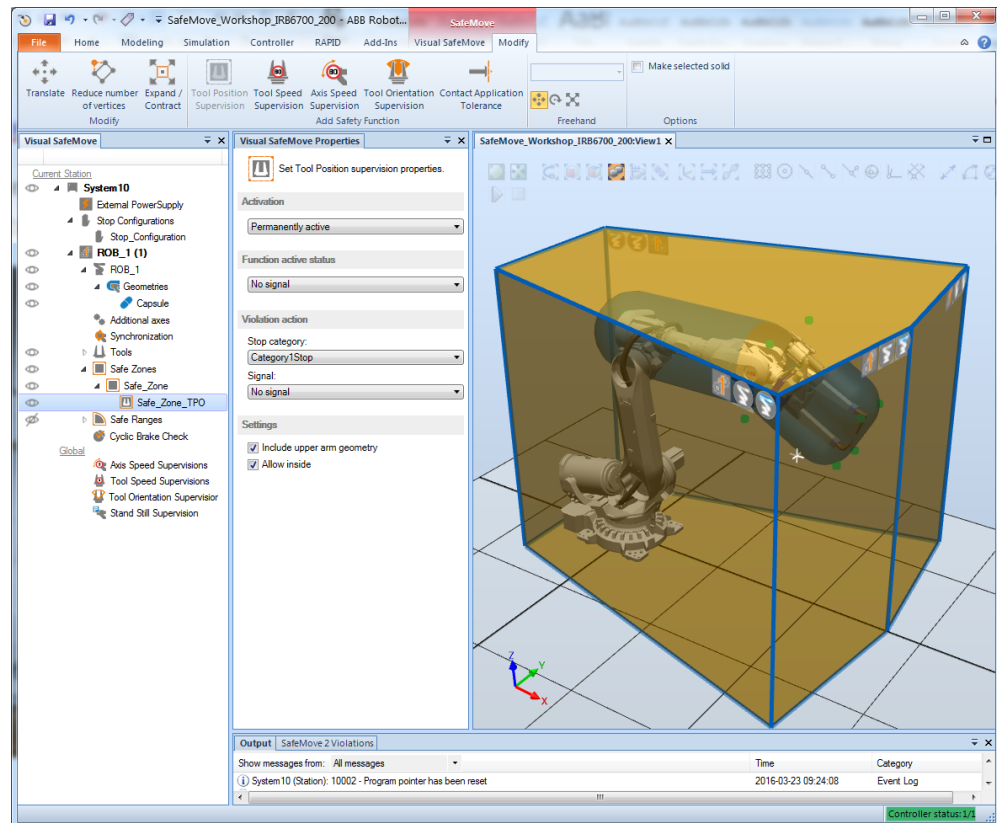 SafeMove_Workshop_IRB6700_200 - ABB Robot...
SafeMove
File Home Modeling Simulation Controller RAPID Add-Ins Visual SafeMove Modify
Translate Reduce number of vertices Expand / Contract
Tool Position Supervision Tool Speed Supervision Axis Speed Supervision Tool Orientation Supervision Contact Application Tolerance
Make selected solid
Modify Add Safety Function Freehand Options
Visual SafeMove
Current Station
System10
External PowerSupply
Stop Configurations
Stop_Configuration
ROB_1 (1)
ROB_1
Geometries
Capsule
Additional axes
Synchronization
Tools
Safe Zones
Safe_Zone
Safe_Zone_TPO
Safe Ranges
Cyclic Brake Check
Global
Axis Speed Supervisions
Tool Speed Supervisions
Tool Orientation Supervision
Stand Still Supervision
Visual SafeMove Properties
Set Tool Position supervision properties.
Activation
Permanently active
Function active status
No signal
Violation action
Stop category:
Category1Stop
Signal:
No signal
Settings
Include upper arm geometry
Allow inside
SafeMove_Workshop_IRB6700_200:View1
Z
Y
X
Output SafeMove 2 Violations
Show messages from: All messages Time Category
System10 (Station): 10002 - Program pointer has been reset 2016-03-23 09:24:08 Event Log
Controller status:1/1